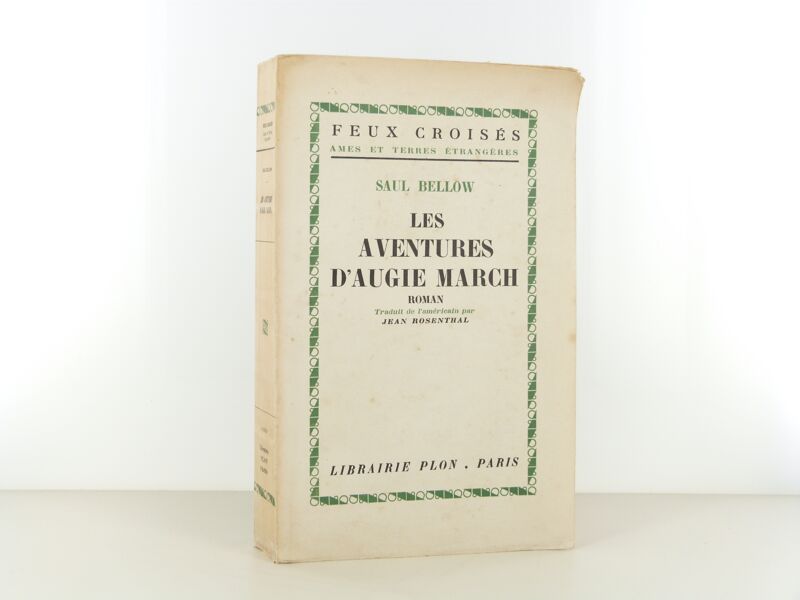 FEUX CROISÉS
AMES ET TERRES ÉTRANGÈRES
SAUL BELLOW
LES
AVENTURES
D'AUGIE MARCH
ROMAN
Traduit de l'américain par
JEAN ROSENTHAL
LIBRAIRIE PLON . PARIS